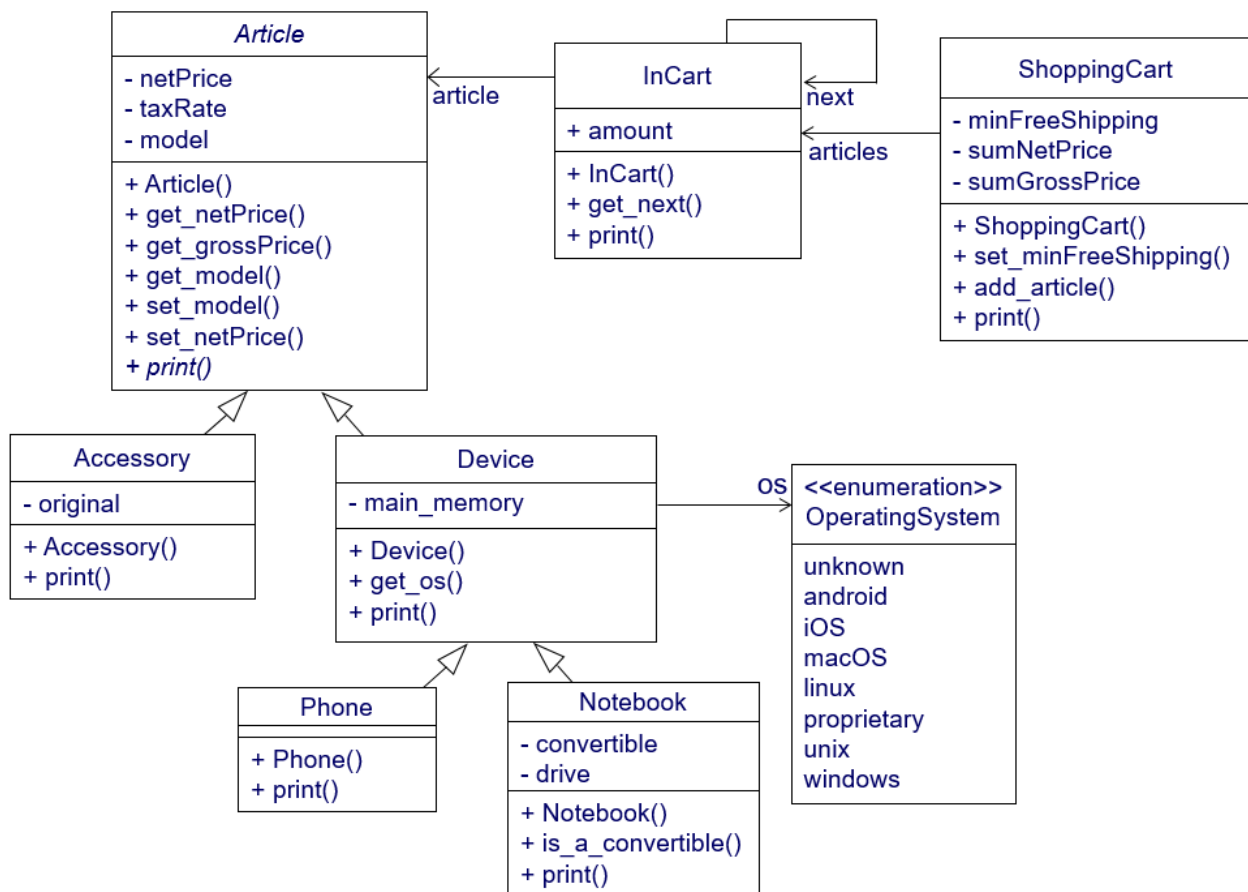 Article
- netPrice
- taxRate
- model
+ Article()
+ get_netPrice()
+ get_grossPrice()
+ get_model()
+ set_model()
+ set_netPrice()
+ print()
article
InCart
+ amount
+ InCart()
+ get_next()
+ print()
next
articles
ShoppingCart
- minFreeShipping
- sumNetPrice
- sumGrossPrice
+ ShoppingCart()
+ set_minFreeShipping()
+ add_article()
+ print()
Accessory
- original
+ Accessory()
+ print()
Device
- main_memory
+ Device()
+ get_os()
+ print()
os
<<enumeration>>
OperatingSystem
unknown
android
iOS
macOS
linux
proprietary
unix
windows
Phone
+ Phone()
+ print()
Notebook
- convertible
- drive
+ Notebook()
+ is_a_convertible()
+ print()